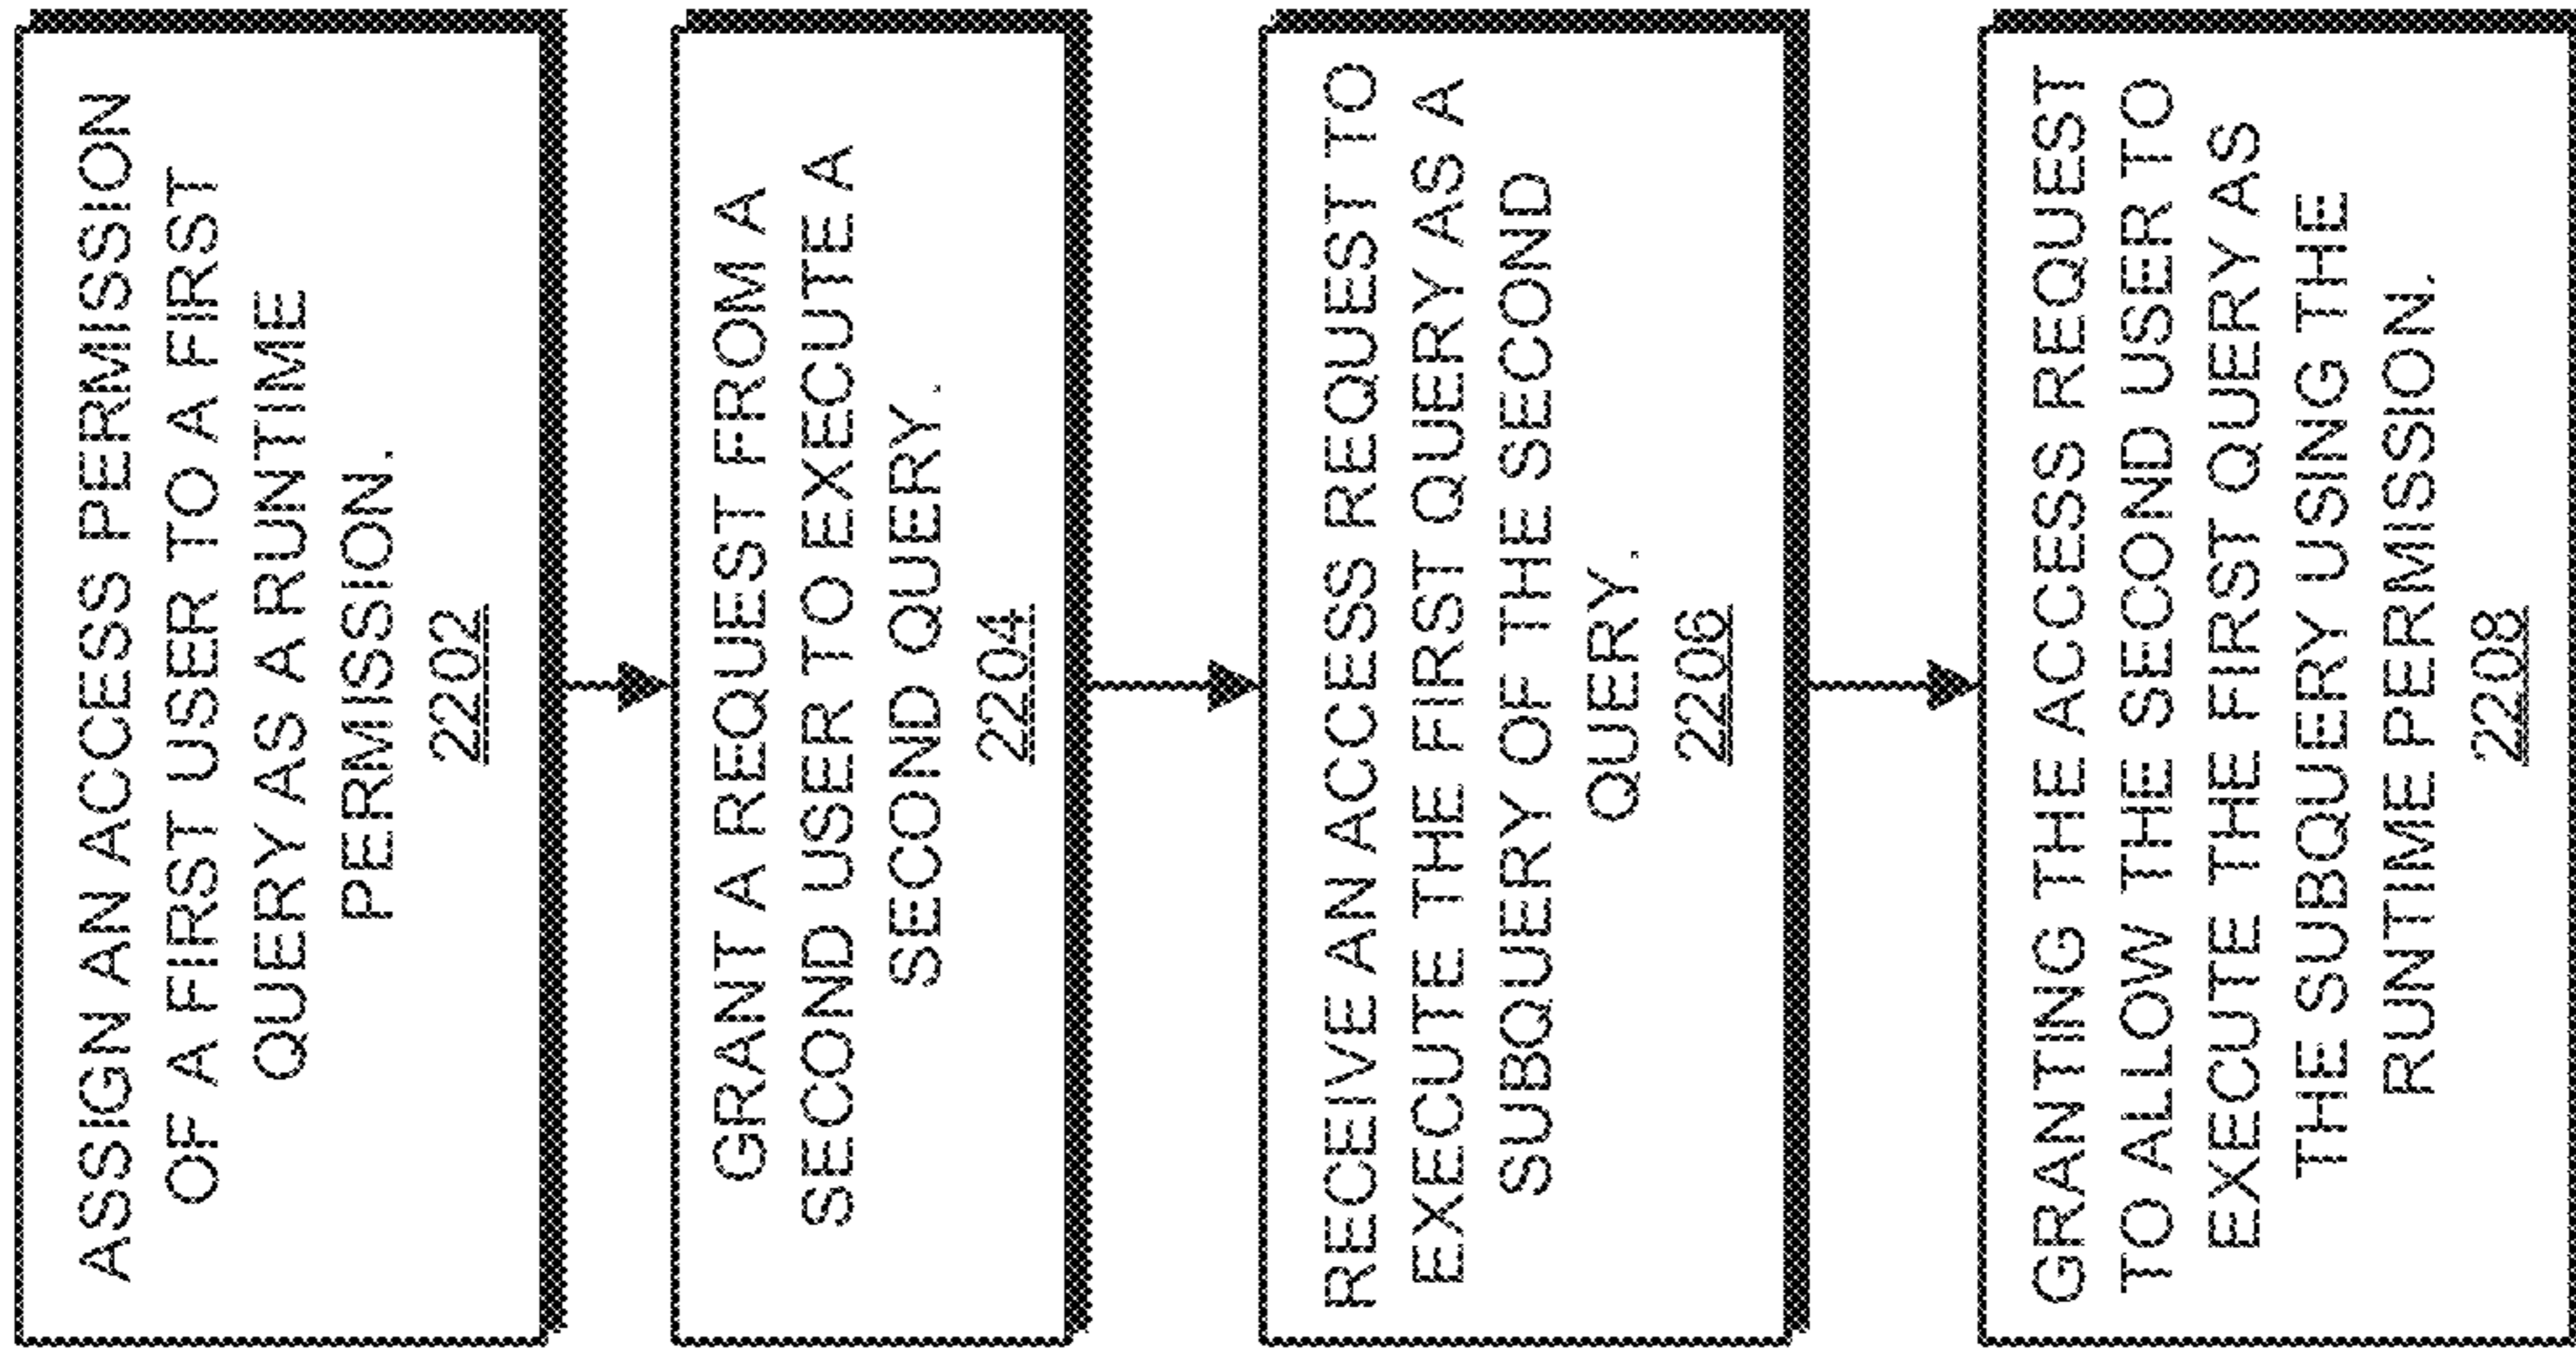 ASSIGN AN ACCESS PERMISSION
OF A FIRST USER TO A FIRST
QUERY AS A RUNTIME
PERMISSION.
2202
GRANT A REQUEST FROM A
SECOND USER TO EXECUTE A
SECOND QUERY.
2204
RECEIVE AN ACCESS REQUEST TO
EXECUTE THE FIRST QUERY AS A
SUBQUERY OF THE SECOND
QUERY.
2206
GRANTING THE ACCESS REQUEST
TO ALLOW THE SECOND USER TO
EXECUTE THE FIRST QUERY AS
THE SUBQUERY USING THE
RUNTIME PERMISSION.
2208